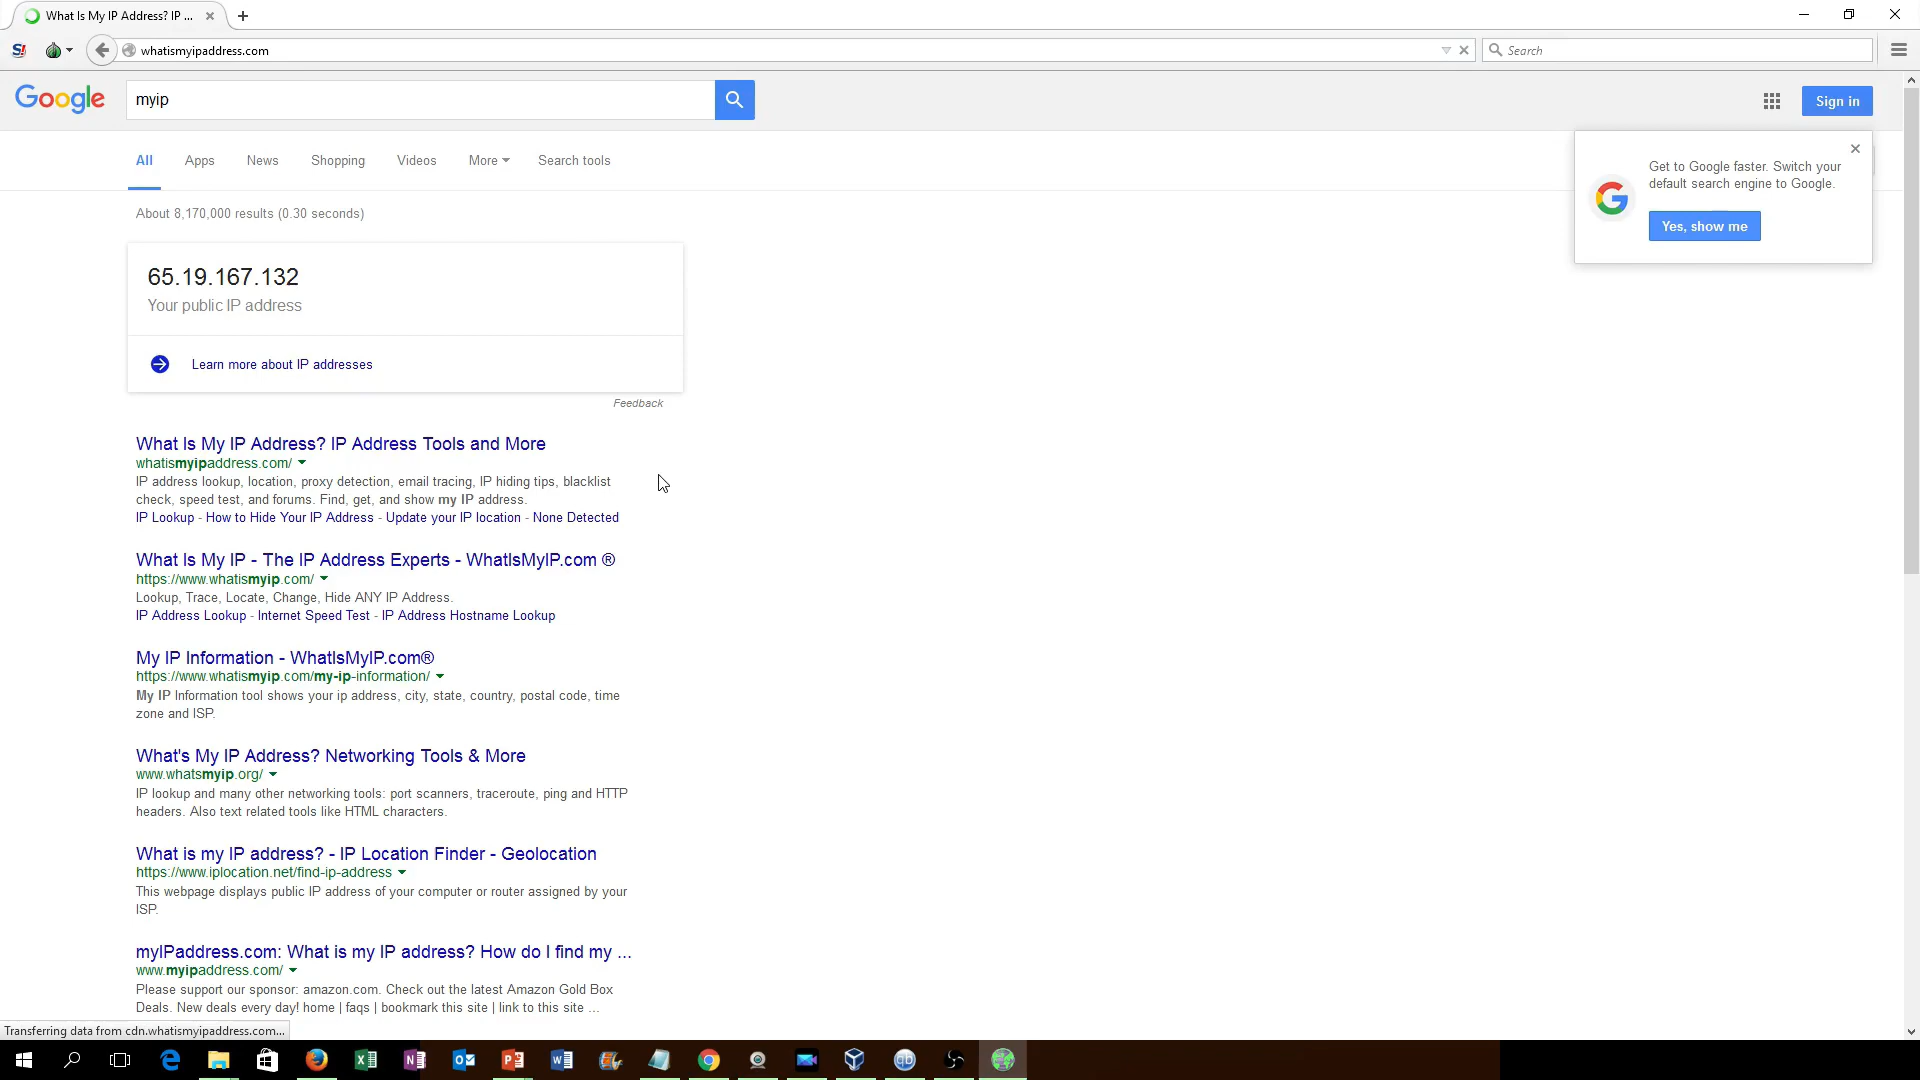 What Is My IP Address? IP ...
whatismyipaddress.com
Search
Google
myip
Sign in
All
Apps
News
Shopping
Videos
More
Search tools
Get to Google faster. Switch your
default search engine to Google.
Yes, show me
About 8,170,000 results (0.30 seconds)
65.19.167.132
Your public IP address
Learn more about IP addresses
Feedback
What Is My IP Address? IP Address Tools and More
whatismyipaddress.com/
IP address lookup, location, proxy detection, email tracing, IP hiding tips, blacklist
check, speed test, and forums. Find, get, and show my IP address.
IP Lookup - How to Hide Your IP Address - Update your IP location - None Detected
What Is My IP - The IP Address Experts - WhatIsMyIP.com ®
https://www.whatismyip.com/
Lookup, Trace, Locate, Change, Hide ANY IP Address.
IP Address Lookup - Internet Speed Test - IP Address Hostname Lookup
My IP Information - WhatIsMyIP.com®
https://www.whatismyip.com/my-ip-information/
My IP Information tool shows your ip address, city, state, country, postal code, time
zone and ISP.
What's My IP Address? Networking Tools & More
www.whatsmyip.org/
IP lookup and many other networking tools: port scanners, traceroute, ping and HTTP
headers. Also text related tools like HTML characters.
What is my IP address? - IP Location Finder - Geolocation
https://www.iplocation.net/find-ip-address
This webpage displays public IP address of your computer or router assigned by your
ISP.
myIPaddress.com: What is my IP address? How do I find my ...
www.myipaddress.com/
Please support our sponsor: amazon.com. Check out the latest Amazon Gold Box
Deals. New deals every day! home | faqs | bookmark this site | link to this site ...
Transferring data from cdn.whatismyipaddress.com...